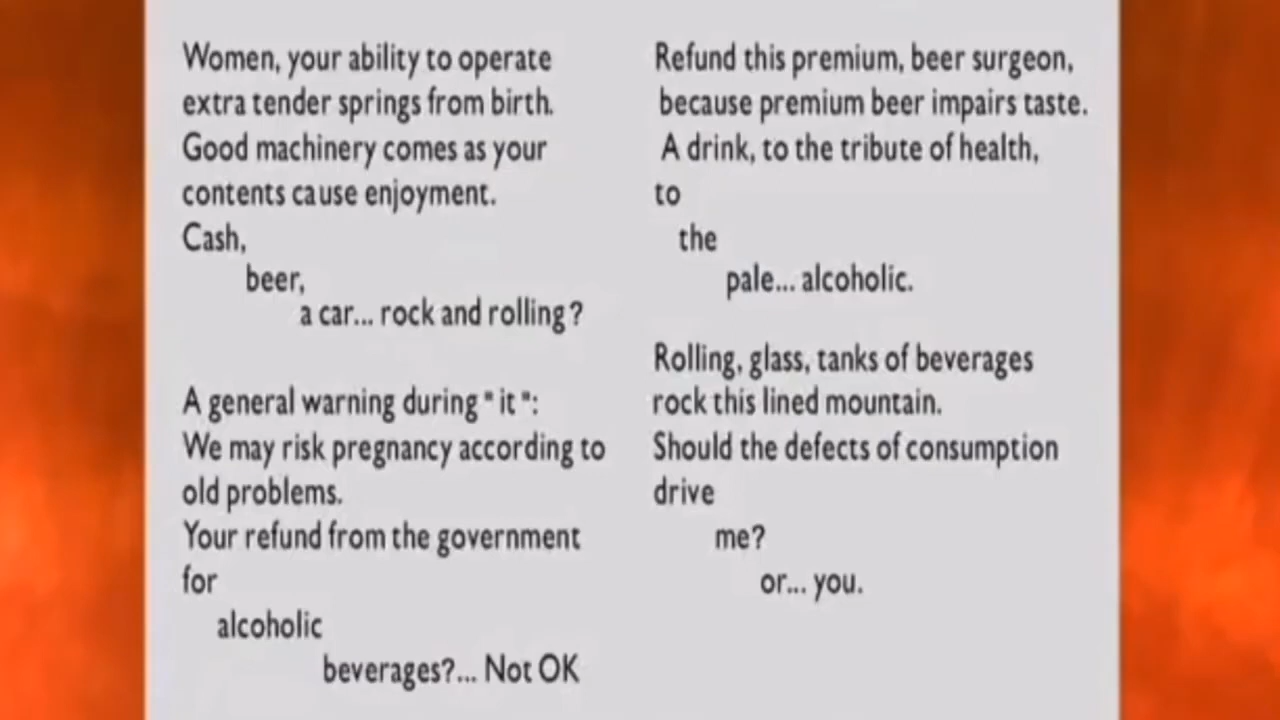 Women, your ability to operate
extra tender springs from birth.
Good machinery comes as your
contents cause enjoyment.
Cash,
beer,
a car... rock and rolling?
A general warning during "it":
We may risk pregnancy according to
old problems.
Your refund from the government
for
alcoholic
beverages?... Not OK
Refund this premium, beer surgeon,
because premium beer impairs taste.
A drink, to the tribute of health,
to
the
pale... alcoholic.
Rolling, glass, tanks of beverages
rock this lined mountain.
Should the defects of consumption
drive
me?
or... you.